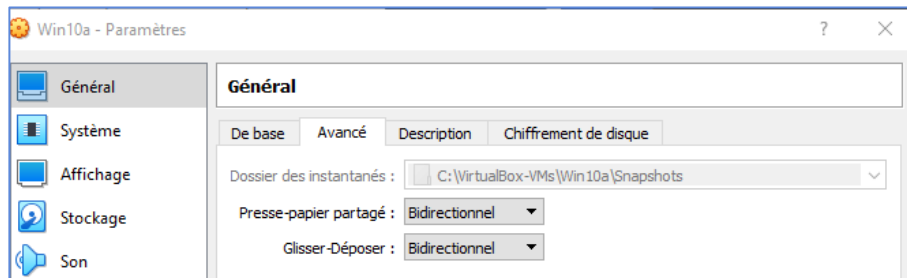 Win10a - Paramètres
?
Général
Système
Affichage
Stockage
Son
Général
De base Avancé Description Chiffrement de disque
Dossier des instantanés : C:\VirtualBox-VMs\Win10a\Snapshots
Presse-papier partagé : Bidirectionnel
Glisser-Déposer : Bidirectionnel